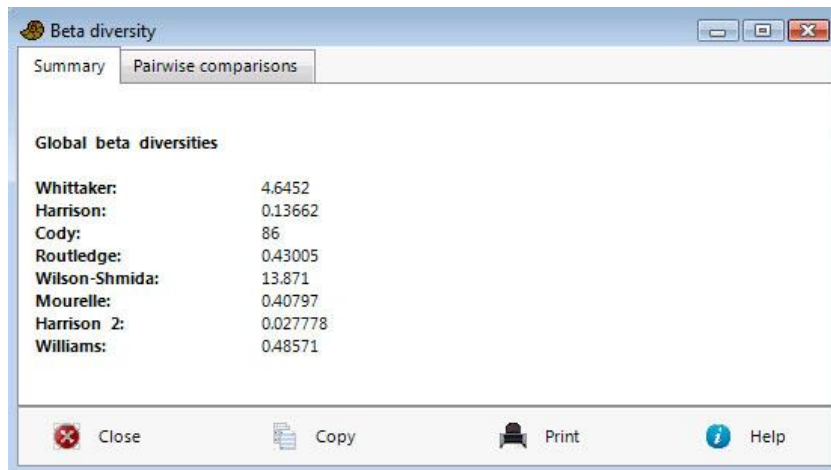 Beta diversity
Summary Pairwise comparisons
Global beta diversities
Whittaker: 4.6452
Harrison: 0.13662
Cody: 86
Routledge: 0.43005
Wilson-Shmida: 13.871
Mourelle: 0.40797
Harrison 2: 0.027778
Williams: 0.48571
Close Copy Print Help